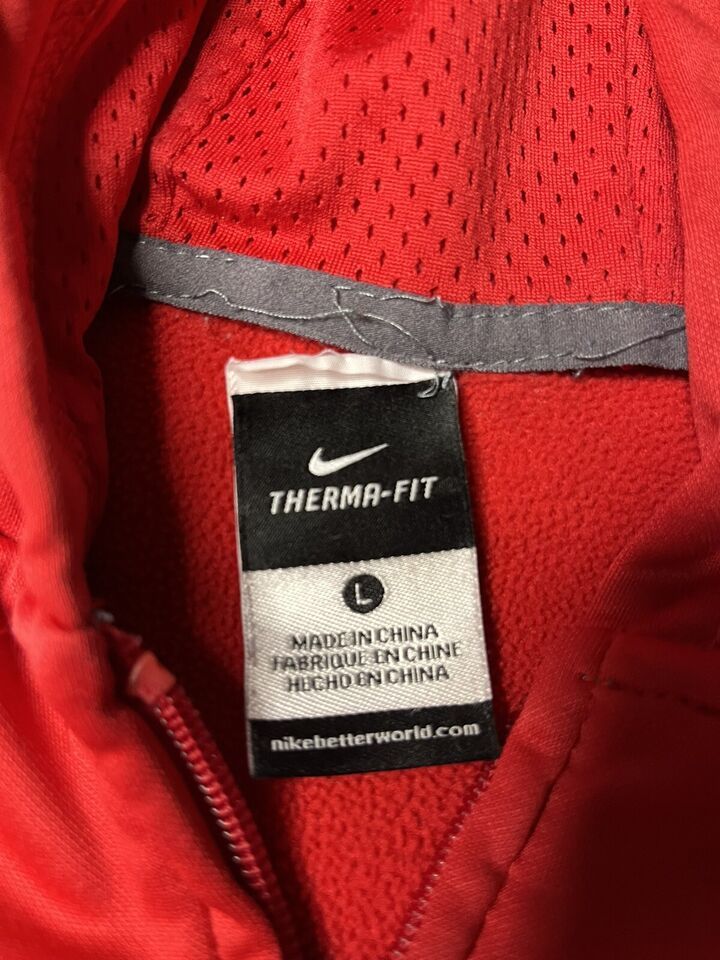 THERMA-FIT
L
MADE IN CHINA
FABRIQUE EN CHINE
HECHO EN CHINA
nikebetterworld.com